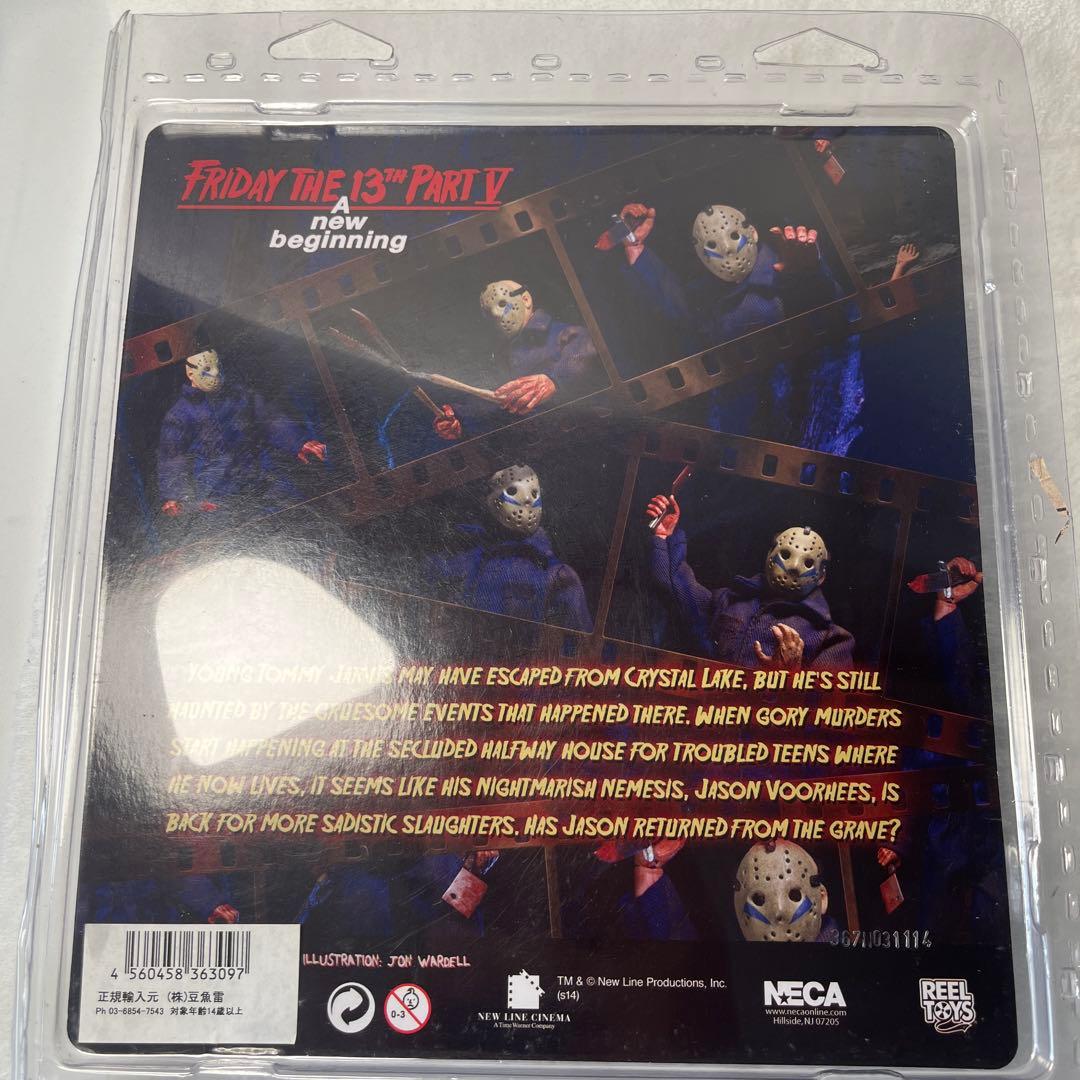 FRIDAY THE 13TH PART V
A
new
beginning
YOUNG TOMMY JARVIS MAY HAVE ESCAPED FROM CRYSTAL LAKE, BUT HE'S STILL
HAUNTED BY THE GRUESOME EVENTS THAT HAPPENED THERE. WHEN GORY MURDERS
START HAPPENING AT THE SECLUDED HALFWAY HOUSE FOR TROUBLED TEENS WHERE
HE NOW LIVES, IT SEEMS LIKE HIS NIGHTMARISH NEMESIS, JASON VOORHEES, IS
BACK FOR MORE SADISTIC SLAUGHTERS. HAS JASON RETURNED FROM THE GRAVE?
367N031114
4 560458 363097
正規輸入元 (株)豆魚雷
Ph 03-6854-7543 対象年齢14歳以上
ILLUSTRATION: JON WARDELL
0-3
NEW LINE CINEMA
A Time Warner Company
TM & © New Line Productions, Inc.
(s14)
NECA
www.necaonline.com
Hillside, NJ 07205
REEL
TOYS